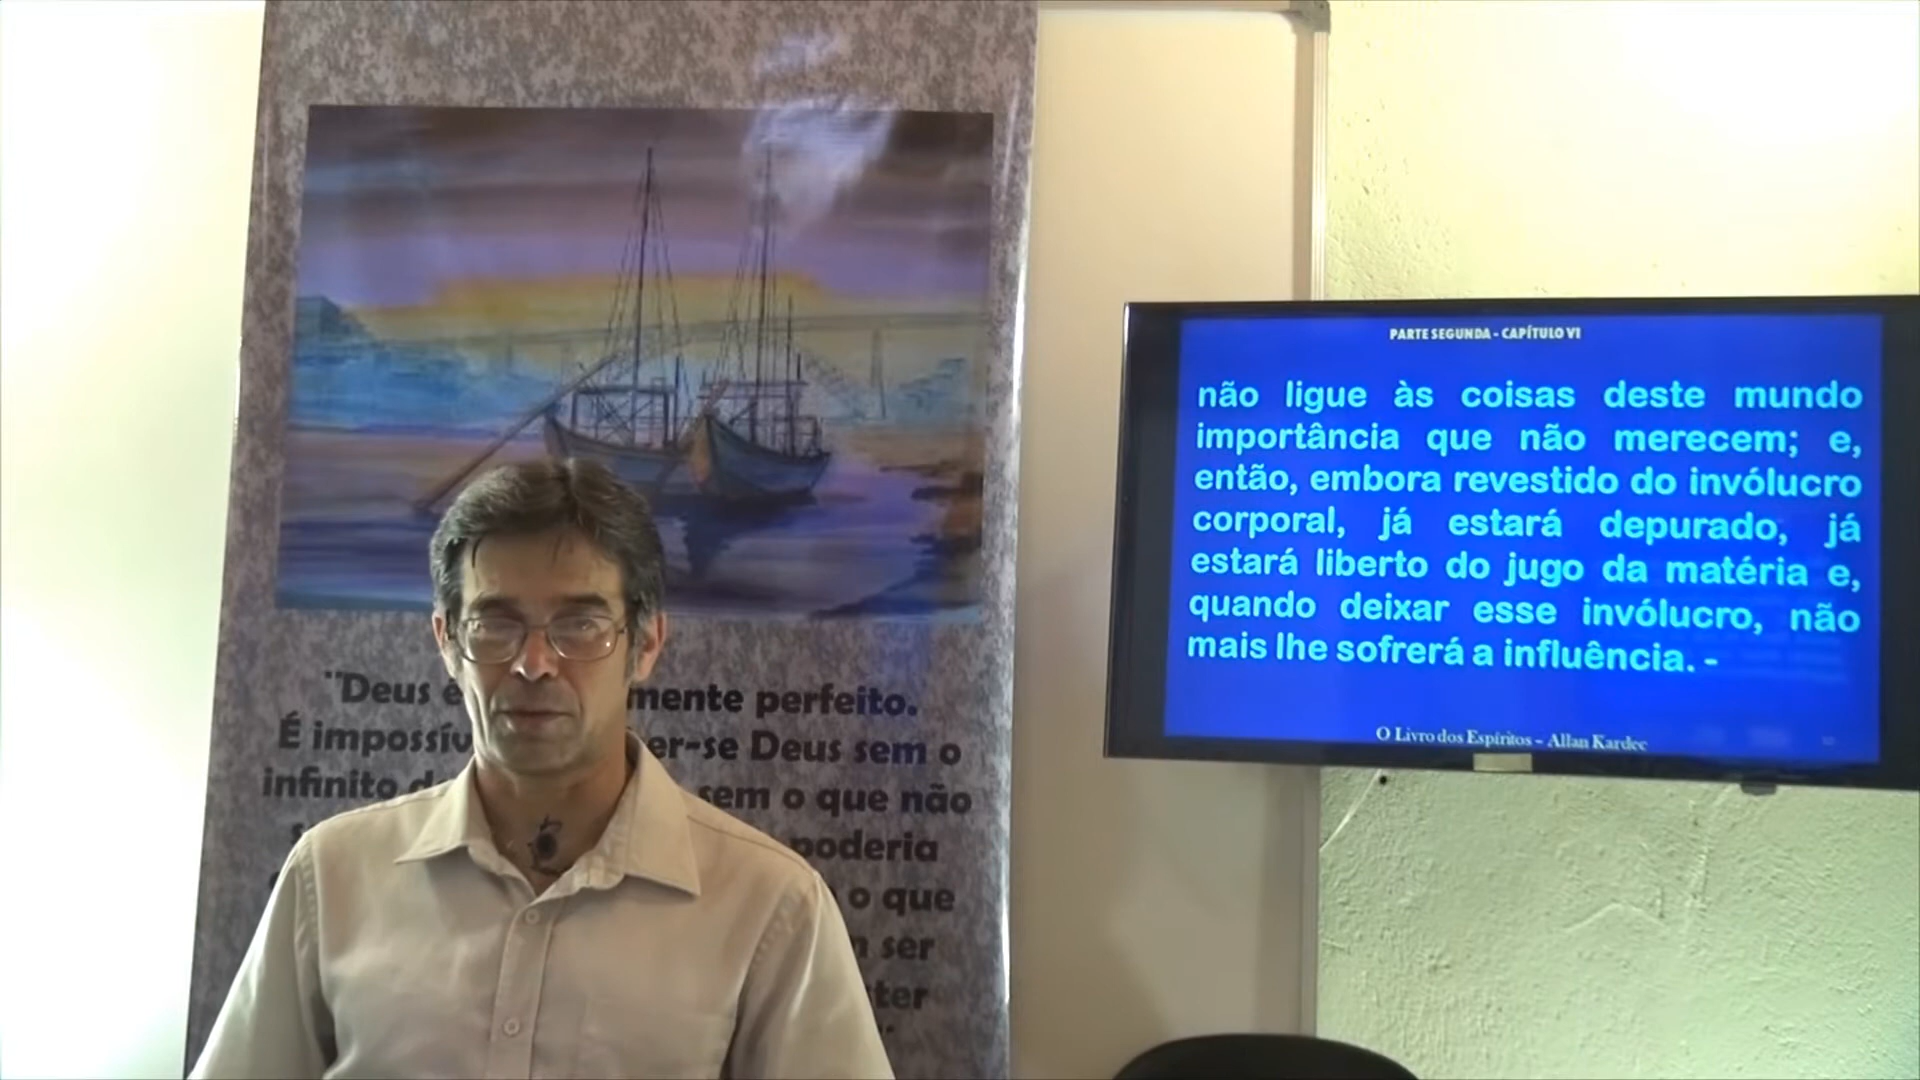 ¨Deus é mente perfeito.
É impossív er-se Deus sem o
infinito sem o que não
poderia
o que
ser
PARTE SEGUNDA - CAPÍTULO VI
não ligue às coisas deste mundo
importância que não merecem; e,
então, embora revestido do invólucro
corporal, já estará depurado, já
estará liberto do jugo da matéria e,
quando deixar esse invólucro, não
mais lhe sofrerá a influência. -
O Livro dos Espíritos – Allan Kardec